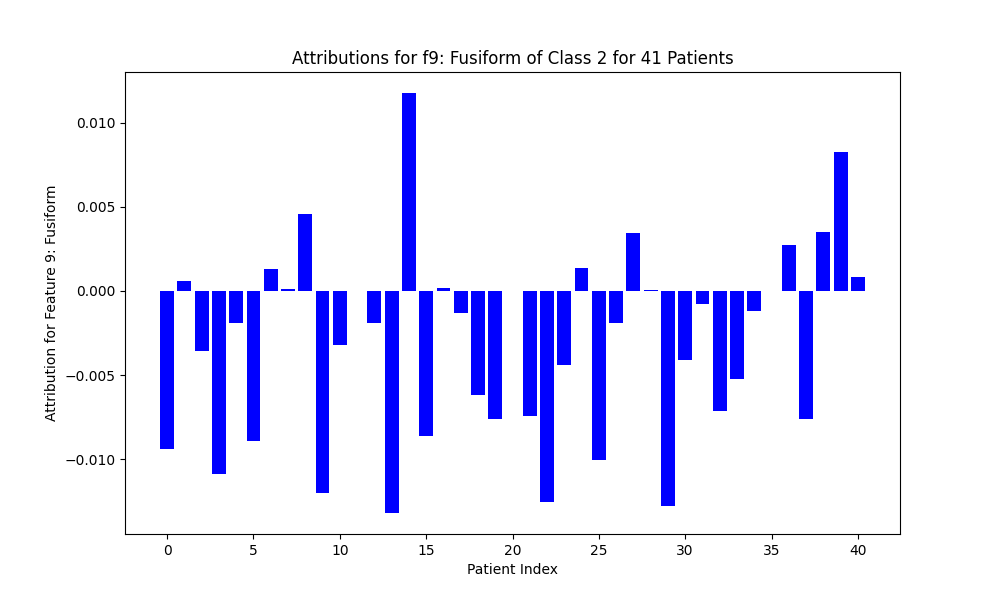 Attributions for f9: Fusiform of Class 2 for 41 Patients
Attribution for Feature 9: Fusiform
0.010
0.005
0.000
−0.005
−0.010
0 5 10 15 20 25 30 35 40
Patient Index